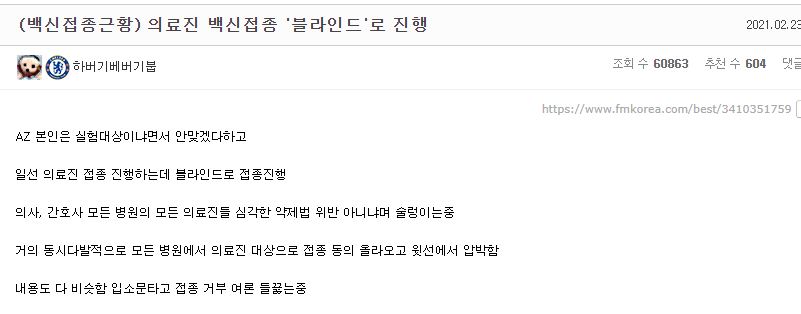 (백신접종근황) 의료진 백신접종 '블라인드'로 진행
2021.02.23
하버기베버기붑
조회 수 60863 추천 수 604 댓글
https://www.fmkorea.com/best/3410351759
AZ 본인은 실험대상이냐면서 안맞겠다하고
일선 의료진 접종 진행하는데 블라인드로 접종진행
의사, 간호사 모든 병원의 모든 의료진들 심각한 약제법 위반 아니냐며 술렁이는중
거의 동시다발적으로 모든 병원에서 의료진 대상으로 접종 동의 올라오고 윗선에서 압박함
내용도 다 비슷함 입소문타고 접종 거부 여론 들끓는중